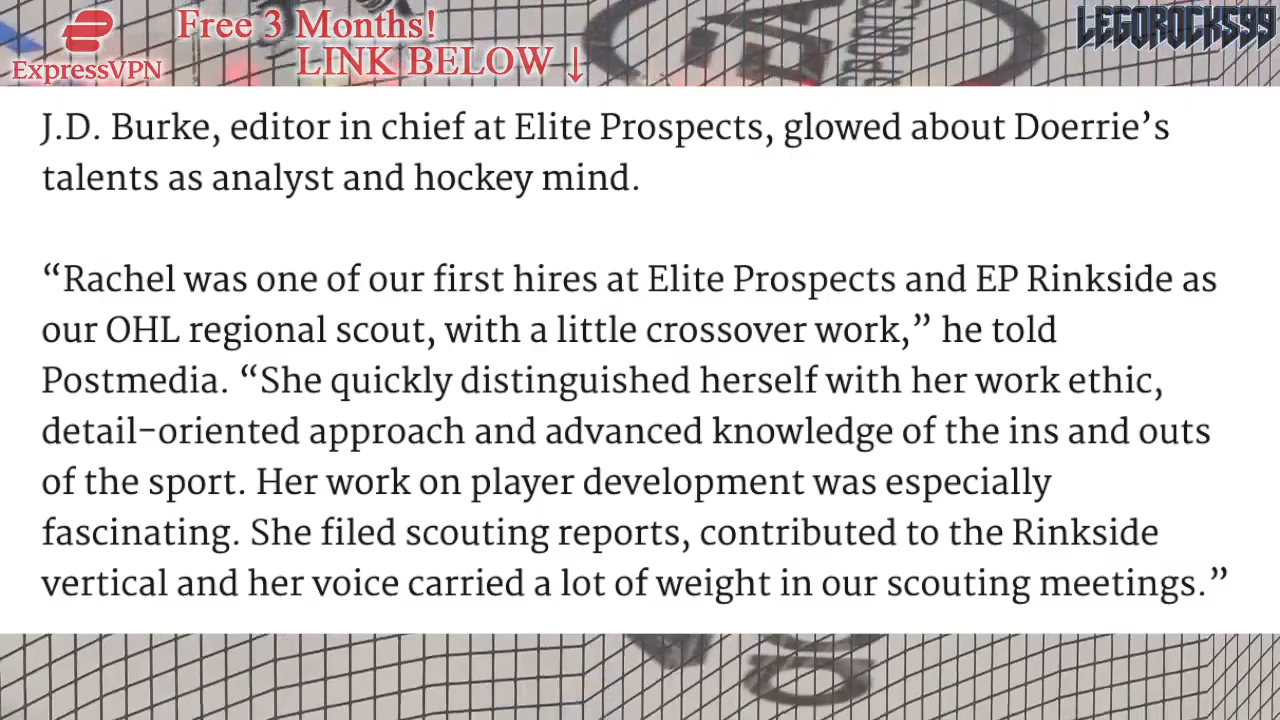 Free 3 Months!
LINK BELOW ↓
ExpressVPN
LEGOROCKS99
J.D. Burke, editor in chief at Elite Prospects, glowed about Doerrie’s
talents as analyst and hockey mind.
“Rachel was one of our first hires at Elite Prospects and EP Rinkside as
our OHL regional scout, with a little crossover work,” he told
Postmedia. “She quickly distinguished herself with her work ethic,
detail-oriented approach and advanced knowledge of the ins and outs
of the sport. Her work on player development was especially
fascinating. She filed scouting reports, contributed to the Rinkside
vertical and her voice carried a lot of weight in our scouting meetings.”